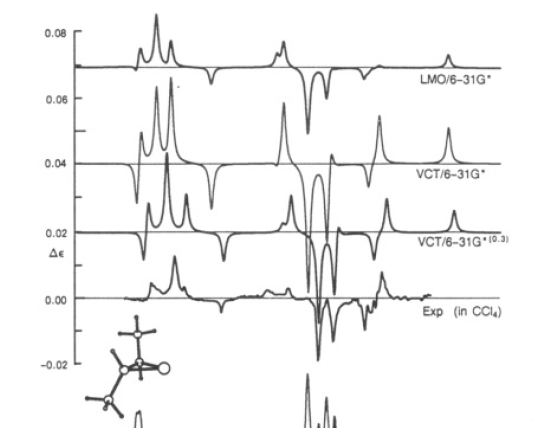 0.08
LMO/6-31G*
0.06
0.04
VCT/6-31G*
0.02
VCT/6-31G*(0.3)
Δε
0.00
Exp (in CCl₄)
-0.02